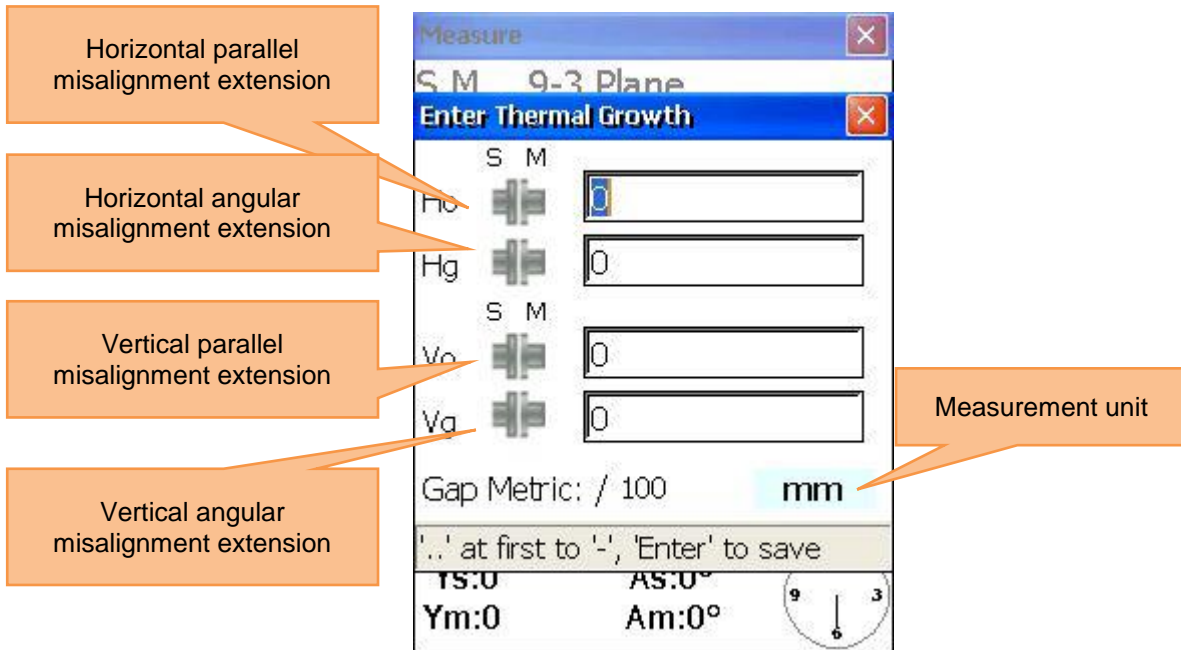 Horizontal parallel
misalignment extension
Horizontal angular
misalignment extension
Vertical parallel
misalignment extension
Vertical angular
misalignment extension
Measure
S M 9-3 Plane
Enter Thermal Growth
S M
Ho 0
Hg 0
S M
Vo 0
Vg 0
Gap Metric: / 100 mm
'..' at first to '-', 'Enter' to save
Ys:0 As:0°
Ym:0 Am:0°
9 3
6
Measurement unit